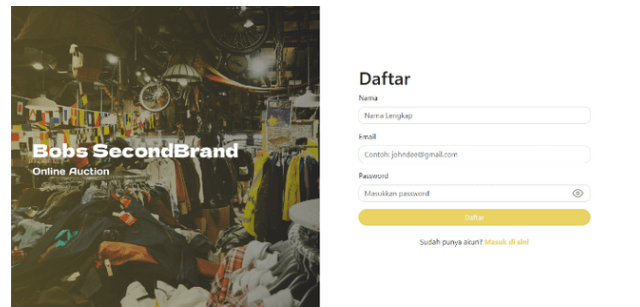 Bobs SecondBrand
Online Auction
Daftar
Nama
Nama Lengkap
Email
Contoh: johndee@gmail.com
Password
Masukkan password
Daftar
Sudah punya akun? Masuk di sini